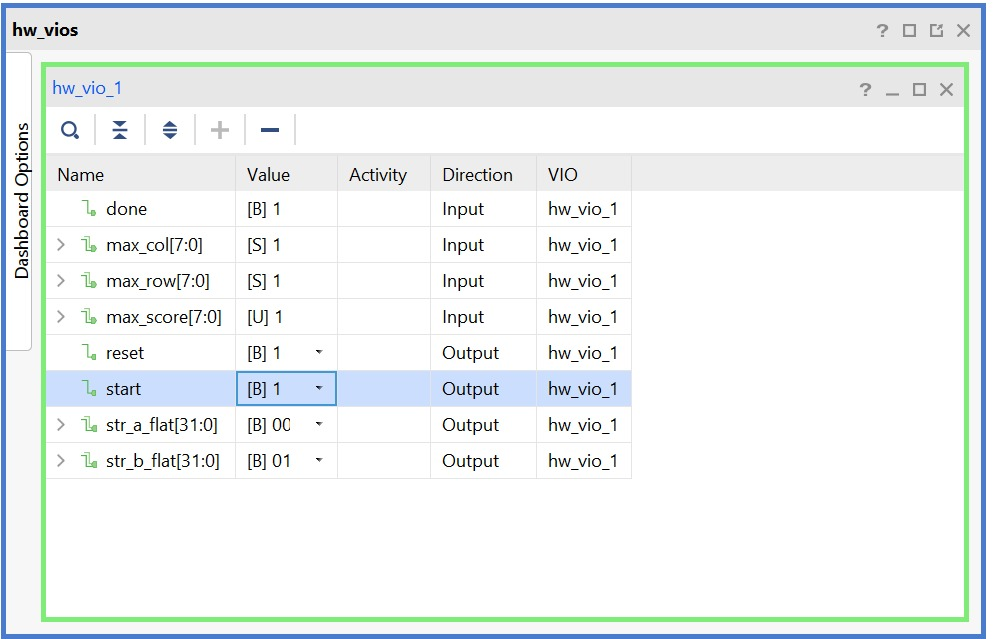 hw_vios
Dashboard Options
hw_vio_1
Name Value Activity Direction VIO
done [B] 1 Input hw_vio_1
max_col[7:0] [S] 1 Input hw_vio_1
max_row[7:0] [S] 1 Input hw_vio_1
max_score[7:0] [U] 1 Input hw_vio_1
reset [B] 1 Output hw_vio_1
start [B] 1 Output hw_vio_1
str_a_flat[31:0] [B] 00 Output hw_vio_1
str_b_flat[31:0] [B] 01 Output hw_vio_1